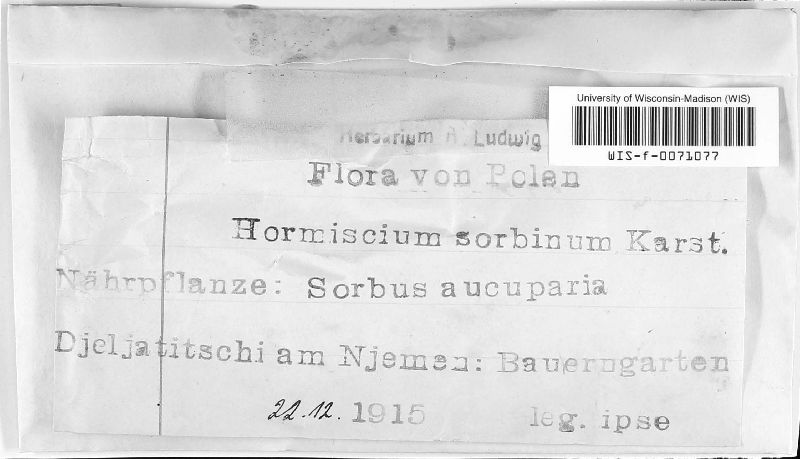 University of Wisconsin-Madison (WIS)
WIS-f-0071077
Herbarium A. Ludwig
Flora von Polen
Hormiscium sorbinum Karst.
Nährpflanze: Sorbus aucuparia
Djeljatitschi am Njemen: Bauerngarten
22.12. 1915 leg. ipse